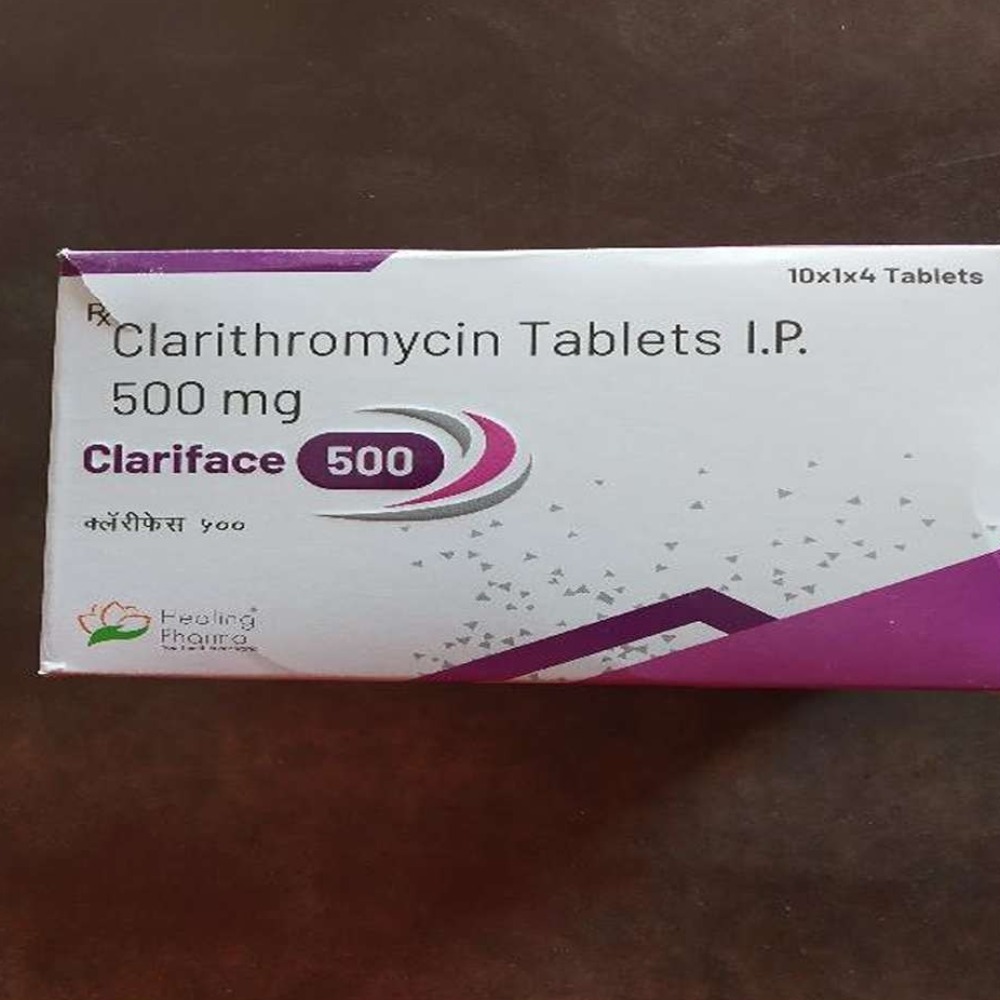 10x1x4 Tablets
Rx
Clarithromycin Tablets I.P.
500 mg
Clariface 500
क्लॅरीफेस ५००
Healing
Pharma